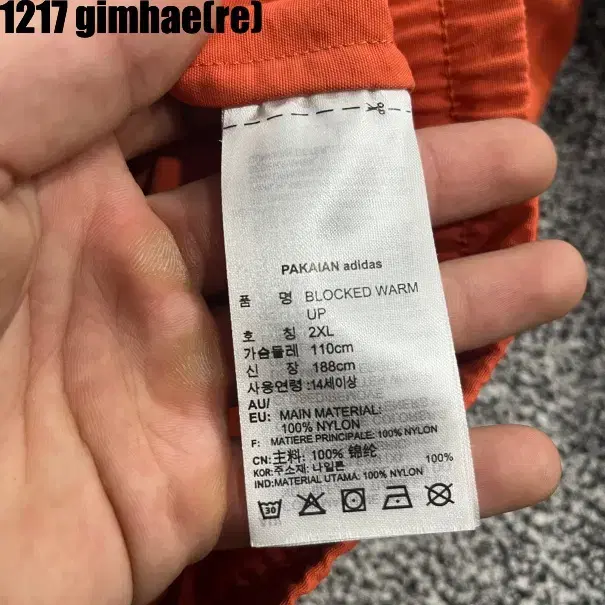 1217 gimhae(re)
PAKAIAN adidas
품 명 BLOCKED WARM
UP
호 칭 2XL
가슴둘레 110cm
신 장 188cm
사용연령:14세이상
AU/
EU: MAIN MATERIAL:
100% NYLON
F: MATIERE PRINCIPALE: 100% NYLON
CN:主料: 100% 锦纶
KOR:주소재: 나일론 100%
IND:MATERIAL UTAMA: 100% NYLON
30